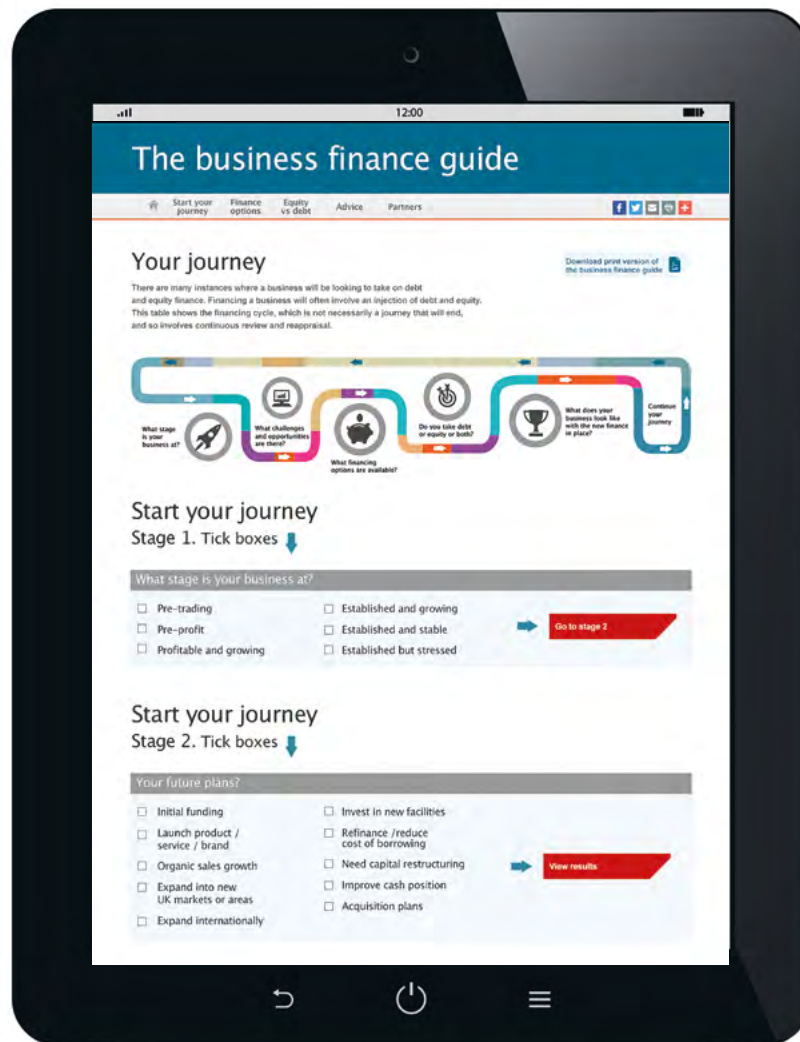 12:00
The business finance guide
Start your
journey
Finance
options
Equity
vs debt
Advice
Partners
Your journey
Download print version of
the business finance guide
There are many instances where a business will be looking to take on debt
and equity finance. Financing a business will often involve an injection of debt and equity.
This table shows the financing cycle, which is not necessarily a journey that will end,
and so involves continuous review and reappraisal.
What stage
is your
business at?
What challenges
and opportunities
are there?
What financing
options are available?
Do you take debt
or equity or both?
What does your
business look like
with the new finance
in place?
Continue
your
journey
Start your journey
Stage 1. Tick boxes
What stage is your business at?
Pre-trading
Pre-profit
Profitable and growing
Established and growing
Established and stable
Established but stressed
Go to stage 2
Start your journey
Stage 2. Tick boxes
Your future plans?
Initial funding
Launch product /
service / brand
Organic sales growth
Expand into new
UK markets or areas
Expand internationally
Invest in new facilities
Refinance /reduce
cost of borrowing
Need capital restructuring
Improve cash position
Acquisition plans
View results